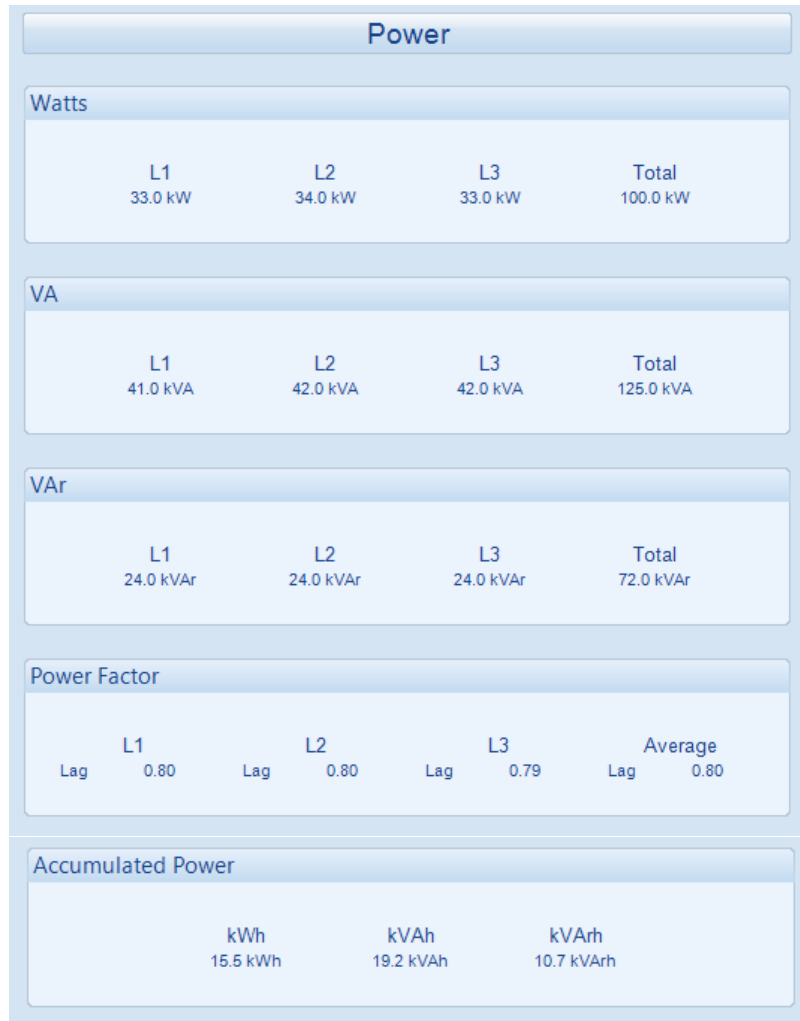 Power
Watts
L1 L2 L3 Total
33.0 kW 34.0 kW 33.0 kW 100.0 kW
VA
L1 L2 L3 Total
41.0 kVA 42.0 kVA 42.0 kVA 125.0 kVA
VAr
L1 L2 L3 Total
24.0 kVAr 24.0 kVAr 24.0 kVAr 72.0 kVAr
Power Factor
L1 L2 L3 Average
Lag 0.80 Lag 0.80 Lag 0.79 Lag 0.80
Accumulated Power
kWh kVAh kVArh
15.5 kWh 19.2 kVAh 10.7 kVArh